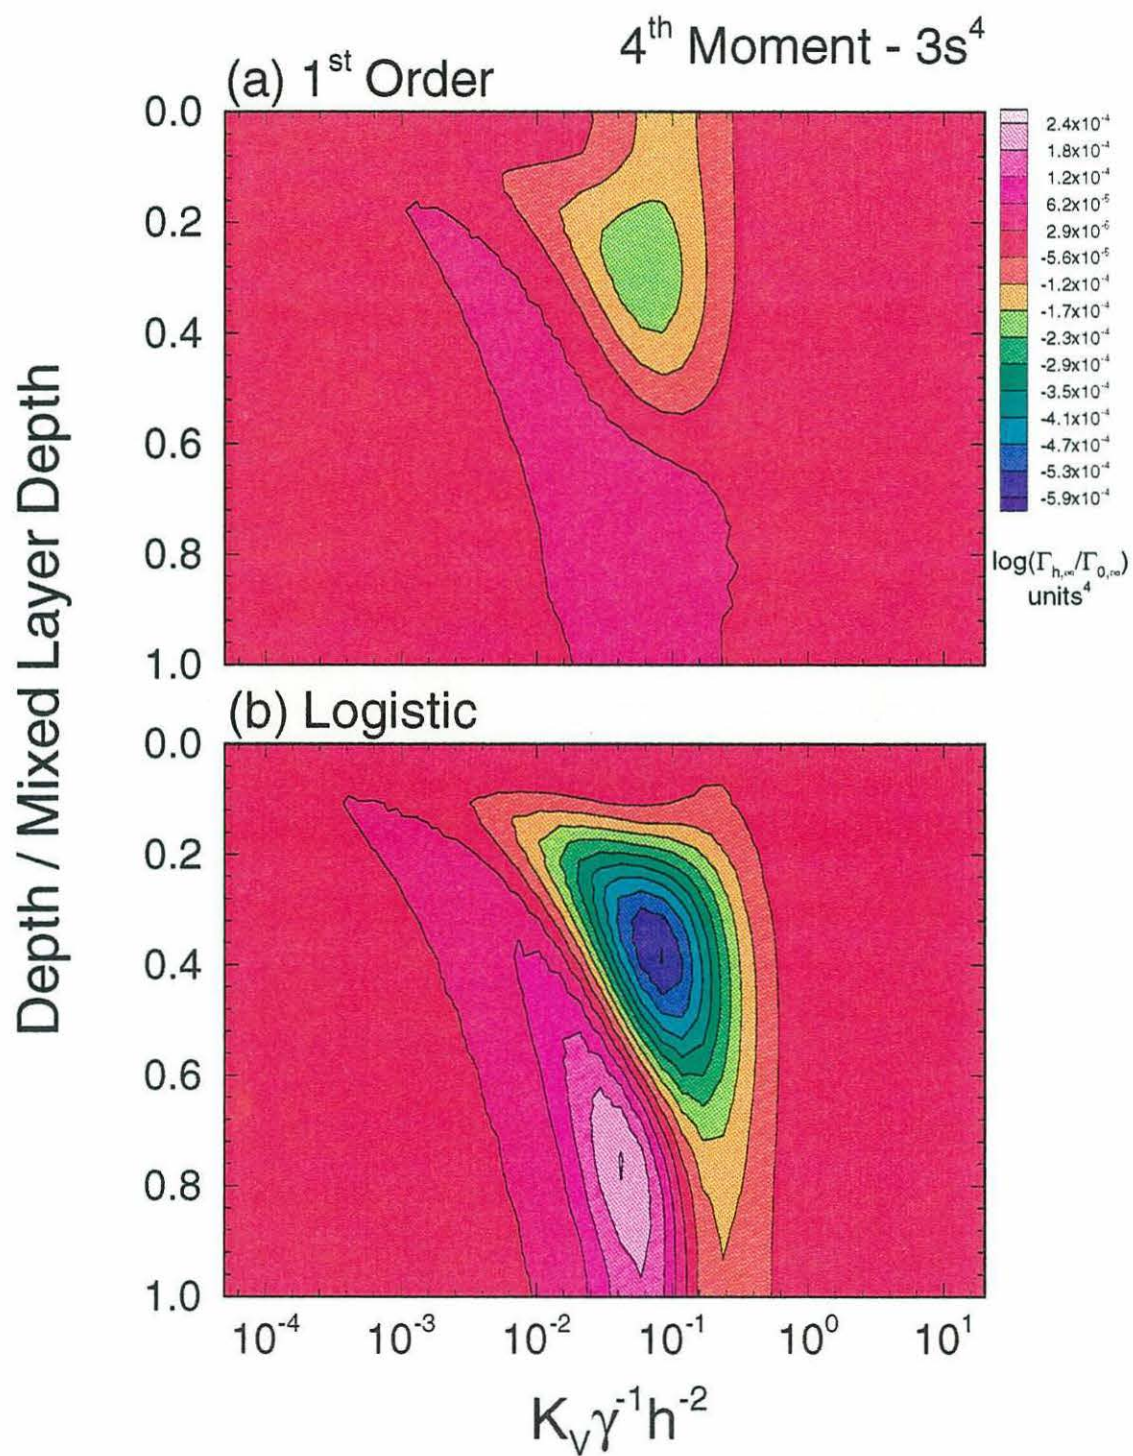 4th Moment - 3s4
(a) 1st Order
0.0
0.2
0.4
0.6
0.8
1.0
2.4x10-4
1.8x10-4
1.2x10-4
6.2x10-5
2.9x10-6
-5.6x10-5
-1.2x10-4
-1.7x10-4
-2.3x10-4
-2.9x10-4
-3.5x10-4
-4.1x10-4
-4.7x10-4
-5.3x10-4
-5.9x10-4
log(Γh,∞/Γ0,∞)
units4
Depth / Mixed Layer Depth
(b) Logistic
0.0
0.2
0.4
0.6
0.8
1.0
10-4 10-3 10-2 10-1 100 101
KVγ-1h-2